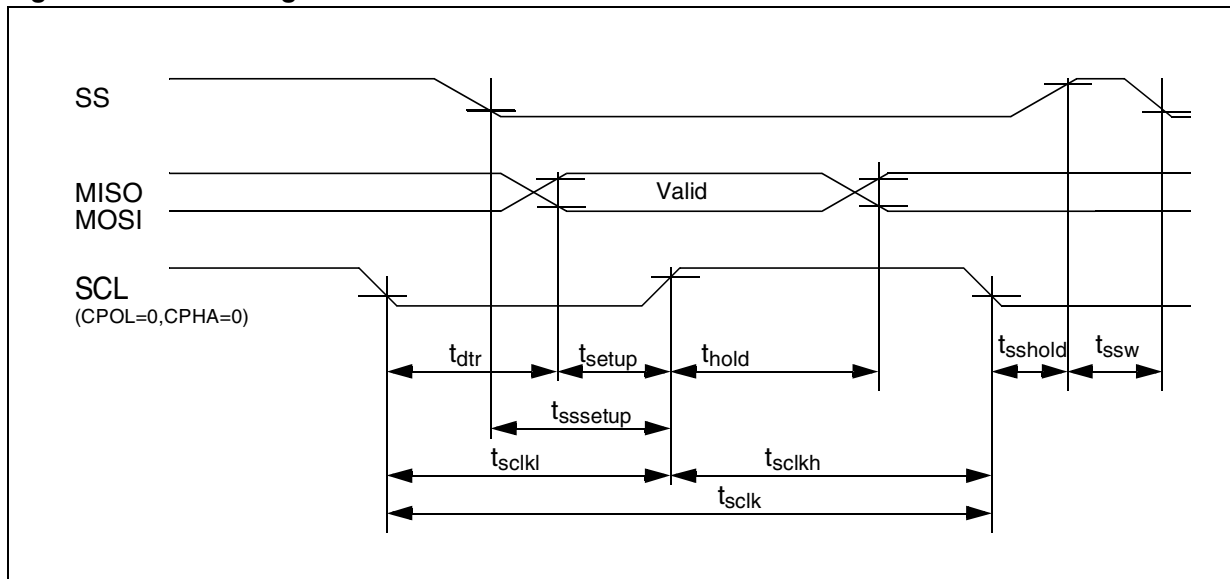 SS
MISO
MOSI
Valid
SCL
(CPOL=0,CPHA=0)
tdtr
tsetup
thold
tsshold
tssw
tsssetup
tsclkl
tsclkh
tsclk